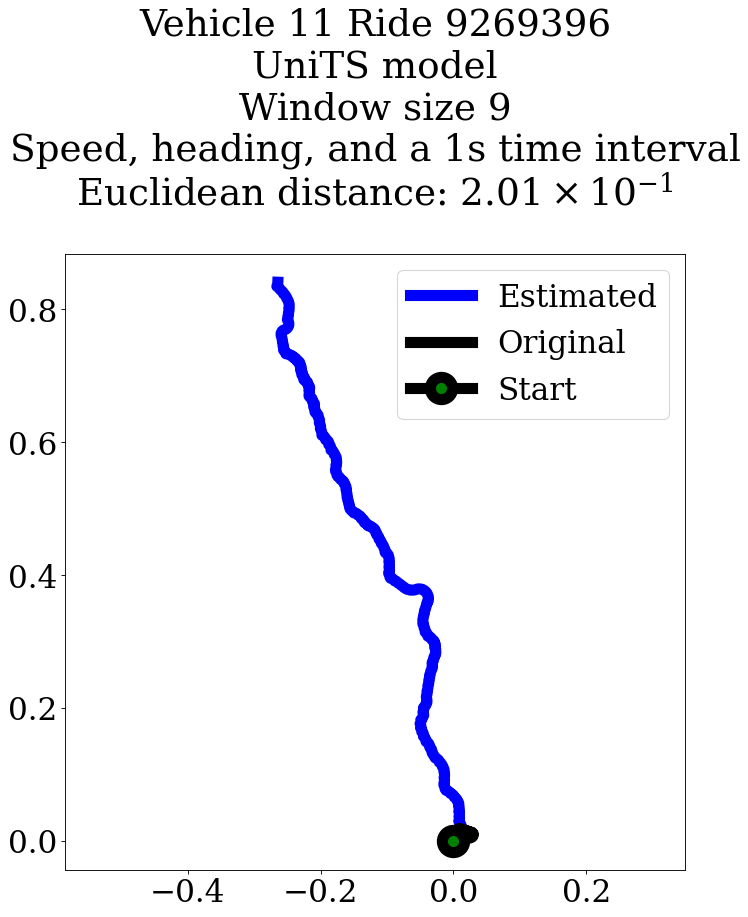 Vehicle 11 Ride 9269396
UniTS model
Window size 9
Speed, heading, and a 1s time interval
Euclidean distance: 2.01 × 10⁻¹
Estimated
Original
Start
0.8
0.6
0.4
0.2
0.0
−0.4
−0.2
0.0
0.2